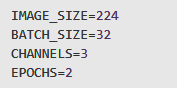 IMAGE_SIZE=224
BATCH_SIZE=32
CHANNELS=3
EPOCHS=2